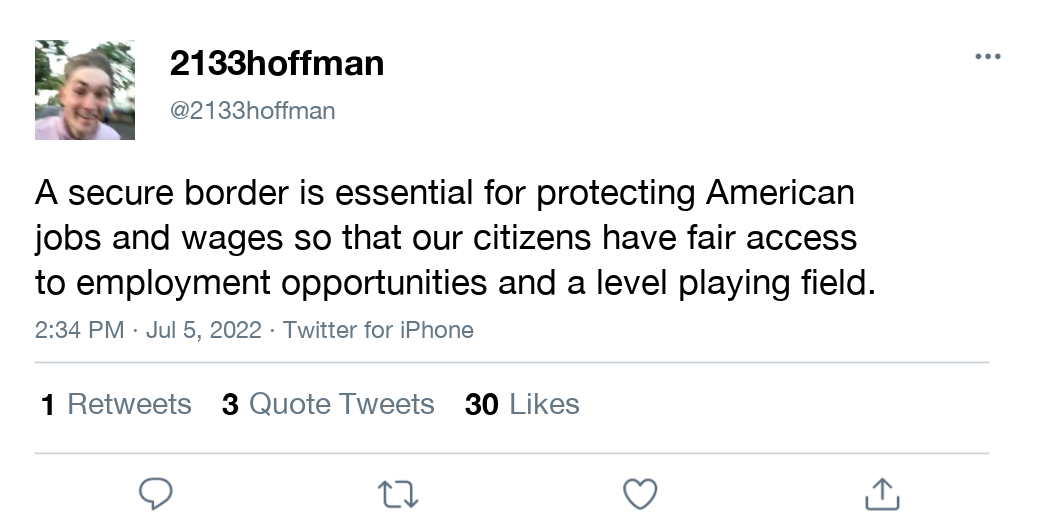 2133hoffman
@2133hoffman
A secure border is essential for protecting American
jobs and wages so that our citizens have fair access
to employment opportunities and a level playing field.
2:34 PM · Jul 5, 2022 · Twitter for iPhone
1 Retweets 3 Quote Tweets 30 Likes